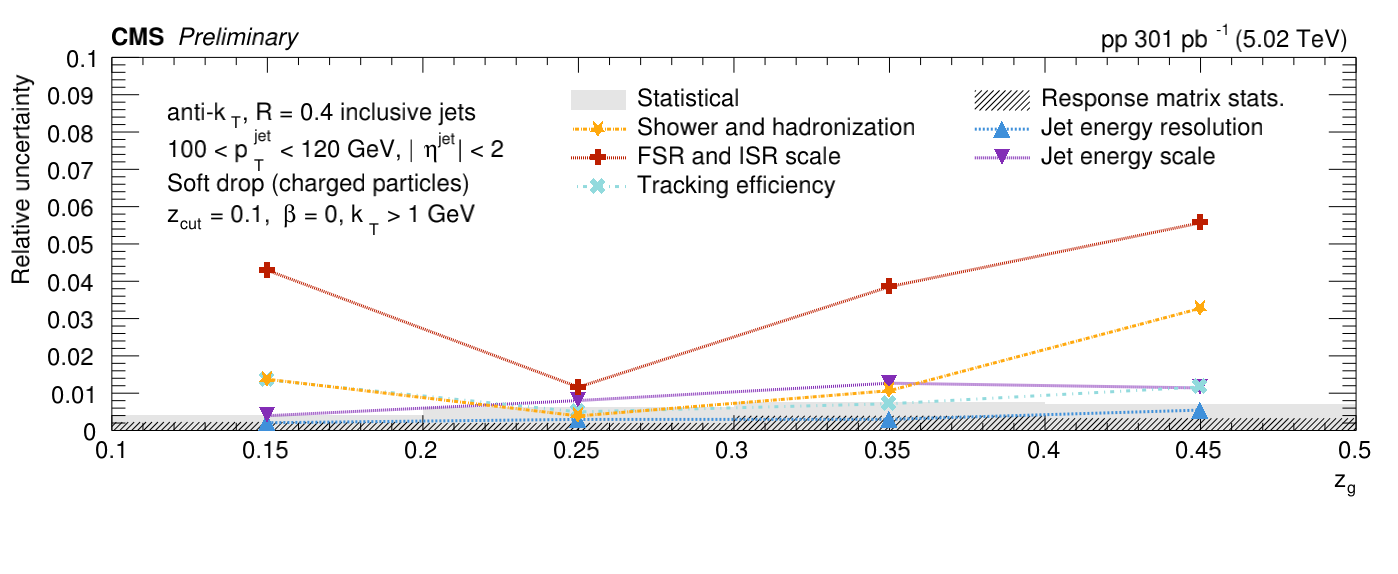 CMS Preliminary
pp 301 pb -1 (5.02 TeV)
Relative uncertainty
0.1
0.09
0.08
0.07
0.06
0.05
0.04
0.03
0.02
0.01
0
anti-k T, R = 0.4 inclusive jets
100 < p T jet < 120 GeV, | η jet | < 2
Soft drop (charged particles)
z cut = 0.1, β = 0, k T > 1 GeV
Statistical
Shower and hadronization
FSR and ISR scale
Tracking efficiency
Response matrix stats.
Jet energy resolution
Jet energy scale
0.1 0.15 0.2 0.25 0.3 0.35 0.4 0.45 0.5
z g